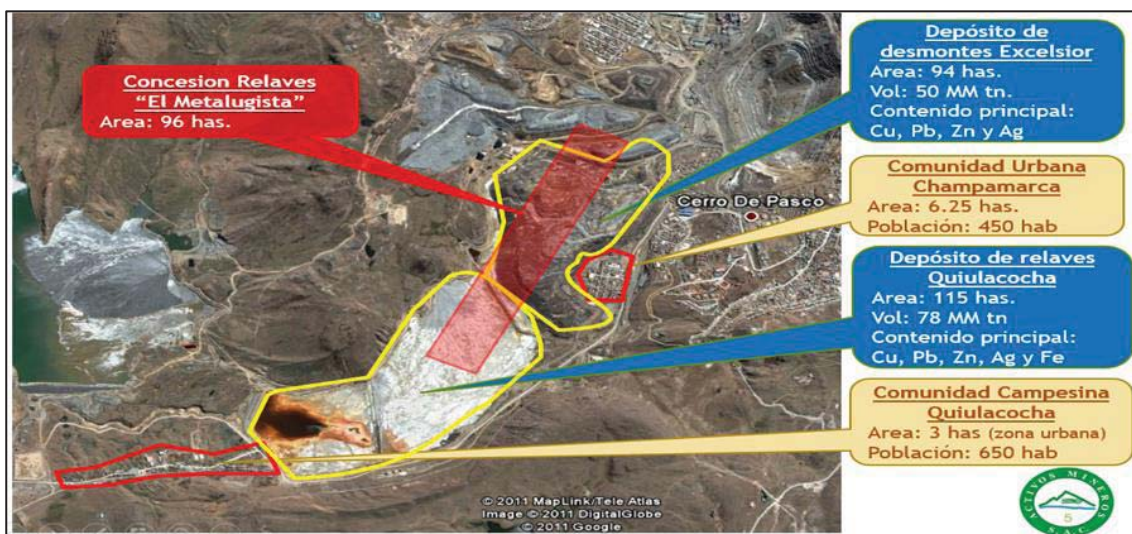 Concesion Relaves
“El Metalugista”
Area: 96 has.
Depósito de
desmontes Excelsior
Area: 94 has.
Vol: 50 MM tn.
Contenido principal:
Cu, Pb, Zn y Ag
Comunidad Urbana
Champamarca
Area: 6.25 has.
Población: 450 hab
Cerro De Pasco
Depósito de relaves
Quiulacocha
Area: 115 has.
Vol: 78 MM tn
Contenido principal:
Cu, Pb, Zn, Ag y Fe
Comunidad Campesina
Quiulacocha
Area: 3 has (zona urbana)
Población: 650 hab
© 2011 MapLink/Tele Atlas
Image © 2011 DigitalGlobe
© 2011 Google
ACTIVOS MINEROS
5
S.A.C.